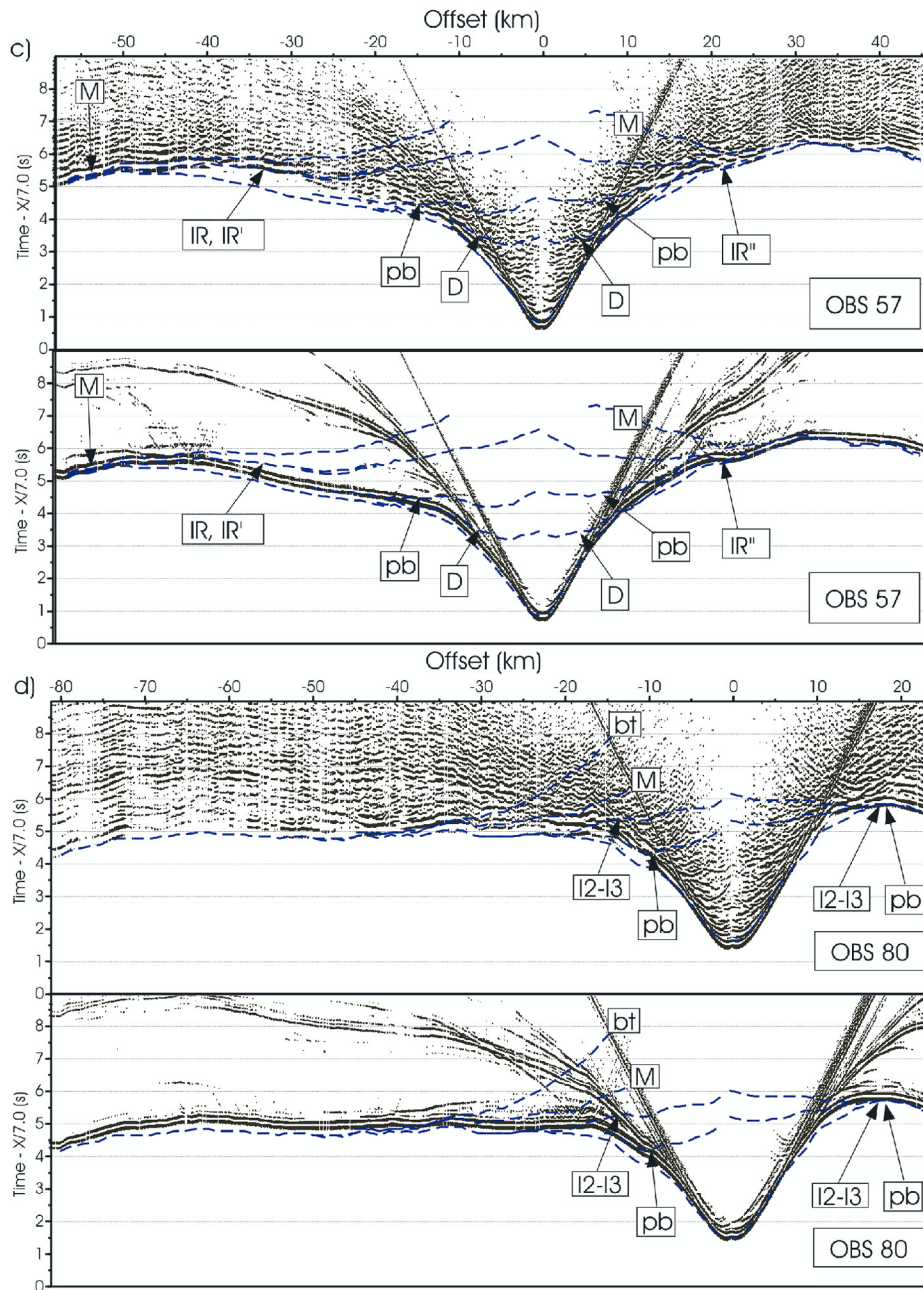 Offset (km)
c)
-50 -40 -30 -20 -10 0 10 20 30 40
8
7
6
5
4
3
2
1
0
Time - X/7.0 (s)
M
M
IR, IR'
pb
D
D
pb
IR"
OBS 57
8
7
6
5
4
3
2
1
0
Time - X/7.0 (s)
M
M
IR, IR'
pb
D
D
pb
IR"
OBS 57
Offset (km)
d)
-80 -70 -60 -50 -40 -30 -20 -10 0 10 20
8
7
6
5
4
3
2
1
0
Time - X/7.0 (s)
bt
M
I2-I3
pb
I2-I3
pb
OBS 80
8
7
6
5
4
3
2
1
0
Time - X/7.0 (s)
bt
M
I2-I3
pb
I2-I3
pb
OBS 80